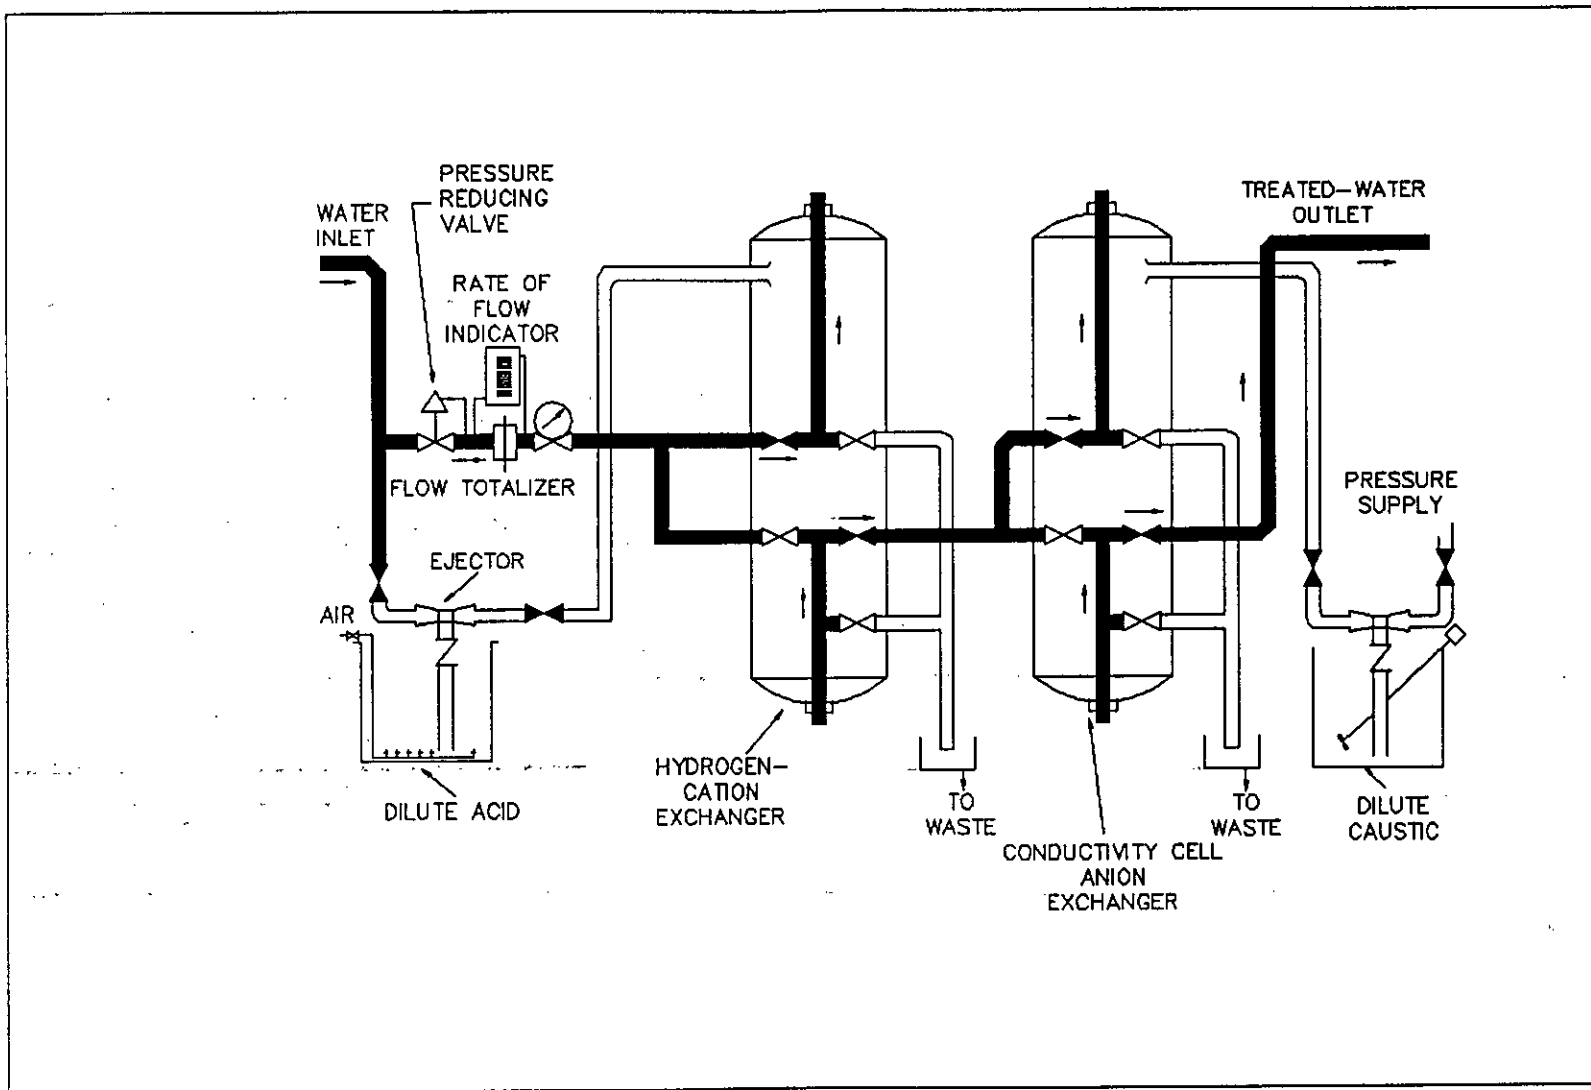 PRESSURE
REDUCING
VALVE
WATER
INLET
RATE OF
FLOW
INDICATOR
FLOW TOTALIZER
EJECTOR
AIR
DILUTE ACID
HYDROGEN-
CATION
EXCHANGER
TO
WASTE
CONDUCTIVITY CELL
ANION
EXCHANGER
TO
WASTE
TREATED-WATER
OUTLET
PRESSURE
SUPPLY
DILUTE
CAUSTIC